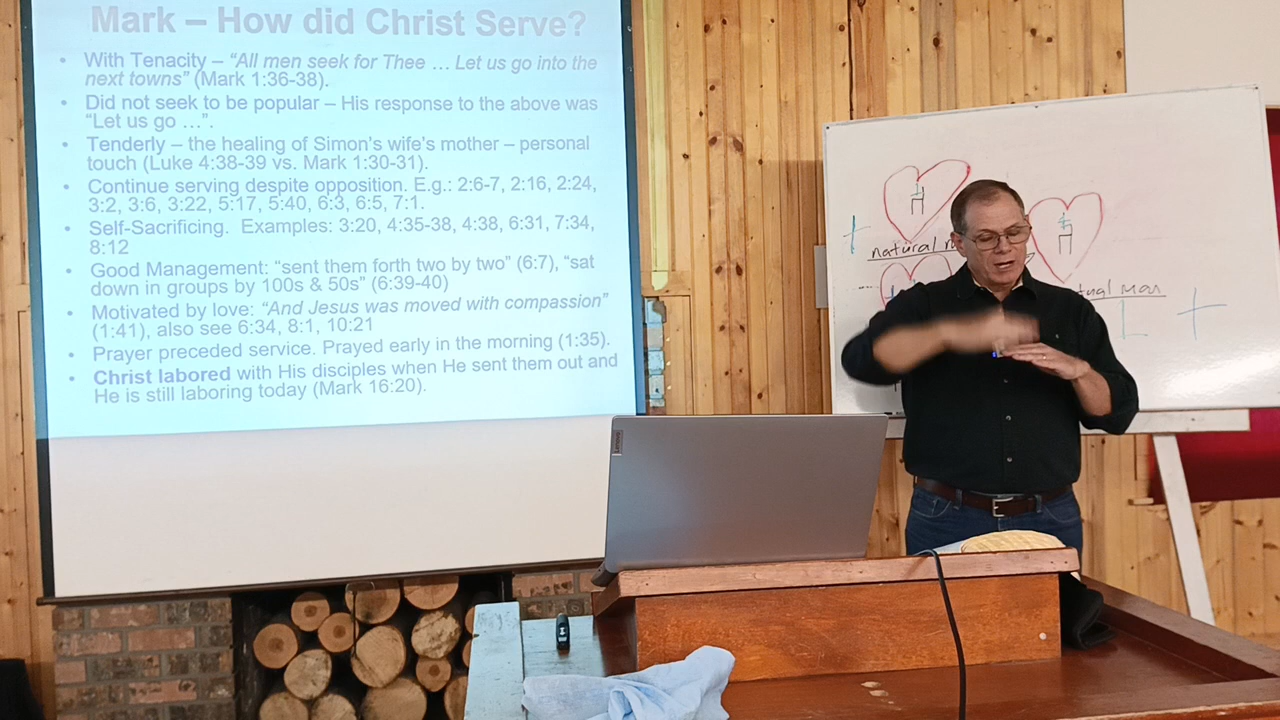 Mark – How did Christ Serve?
• With Tenacity – “All men seek for Thee … Let us go into the
next towns” (Mark 1:36-38).
• Did not seek to be popular – His response to the above was
“Let us go …”.
• Tenderly – the healing of Simon’s wife’s mother – personal
touch (Luke 4:38-39 vs. Mark 1:30-31).
• Continue serving despite opposition. E.g.: 2:6-7, 2:16, 2:24,
3:2, 3:6, 3:22, 5:17, 5:40, 6:3, 6:5, 7:1.
• Self-Sacrificing. Examples: 3:20, 4:35-38, 4:38, 6:31, 7:34,
8:12
• Good Management: “sent them forth two by two” (6:7), “sat
down in groups by 100s & 50s” (6:39-40)
• Motivated by love: “And Jesus was moved with compassion”
(1:41), also see 6:34, 8:1, 10:21
• Prayer preceded service. Prayed early in the morning (1:35).
• Christ labored with His disciples when He sent them out and
He is still laboring today (Mark 16:20).
natural
tual man
Lenovo